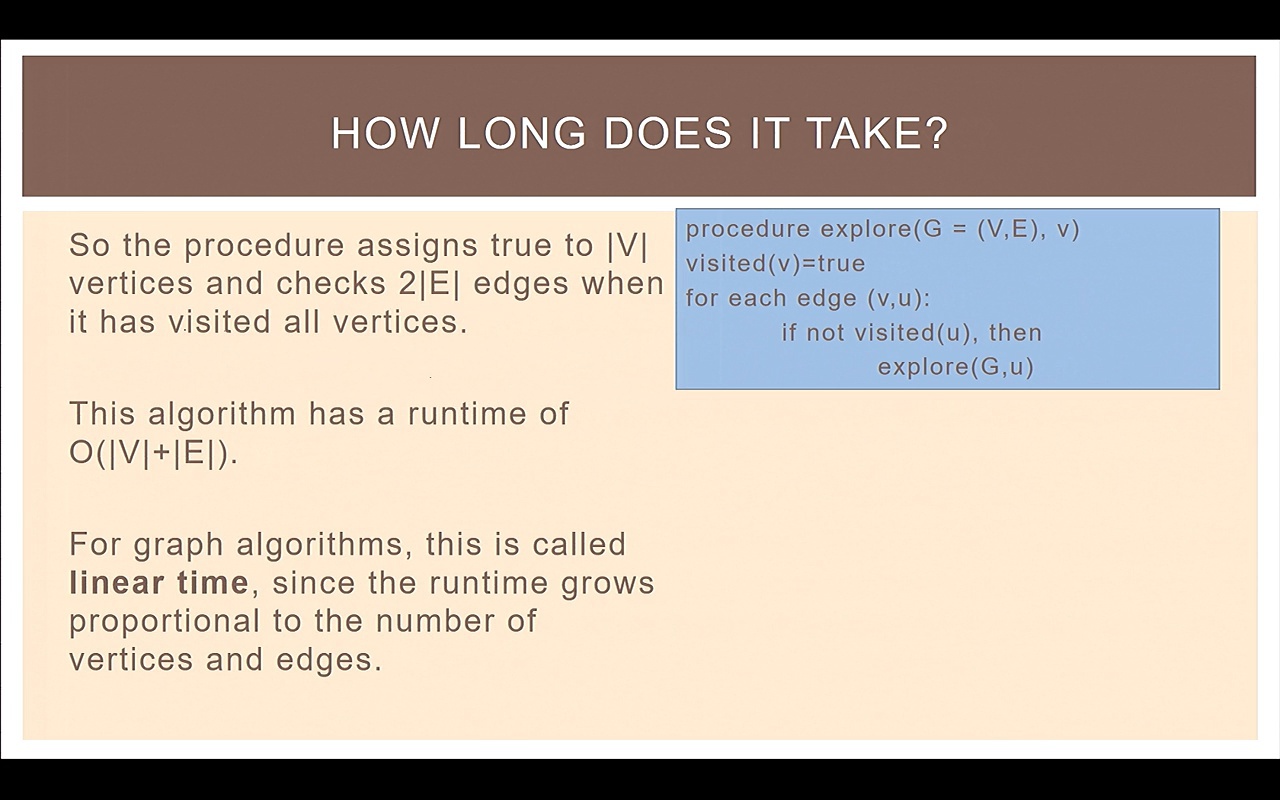 HOW LONG DOES IT TAKE?
So the procedure assigns true to |V|
vertices and checks 2|E| edges when
it has visited all vertices.
This algorithm has a runtime of
O(|V|+|E|).
For graph algorithms, this is called
linear time, since the runtime grows
proportional to the number of
vertices and edges.
procedure explore(G = (V,E), v)
visited(v)=true
for each edge (v,u):
if not visited(u), then
explore(G,u)